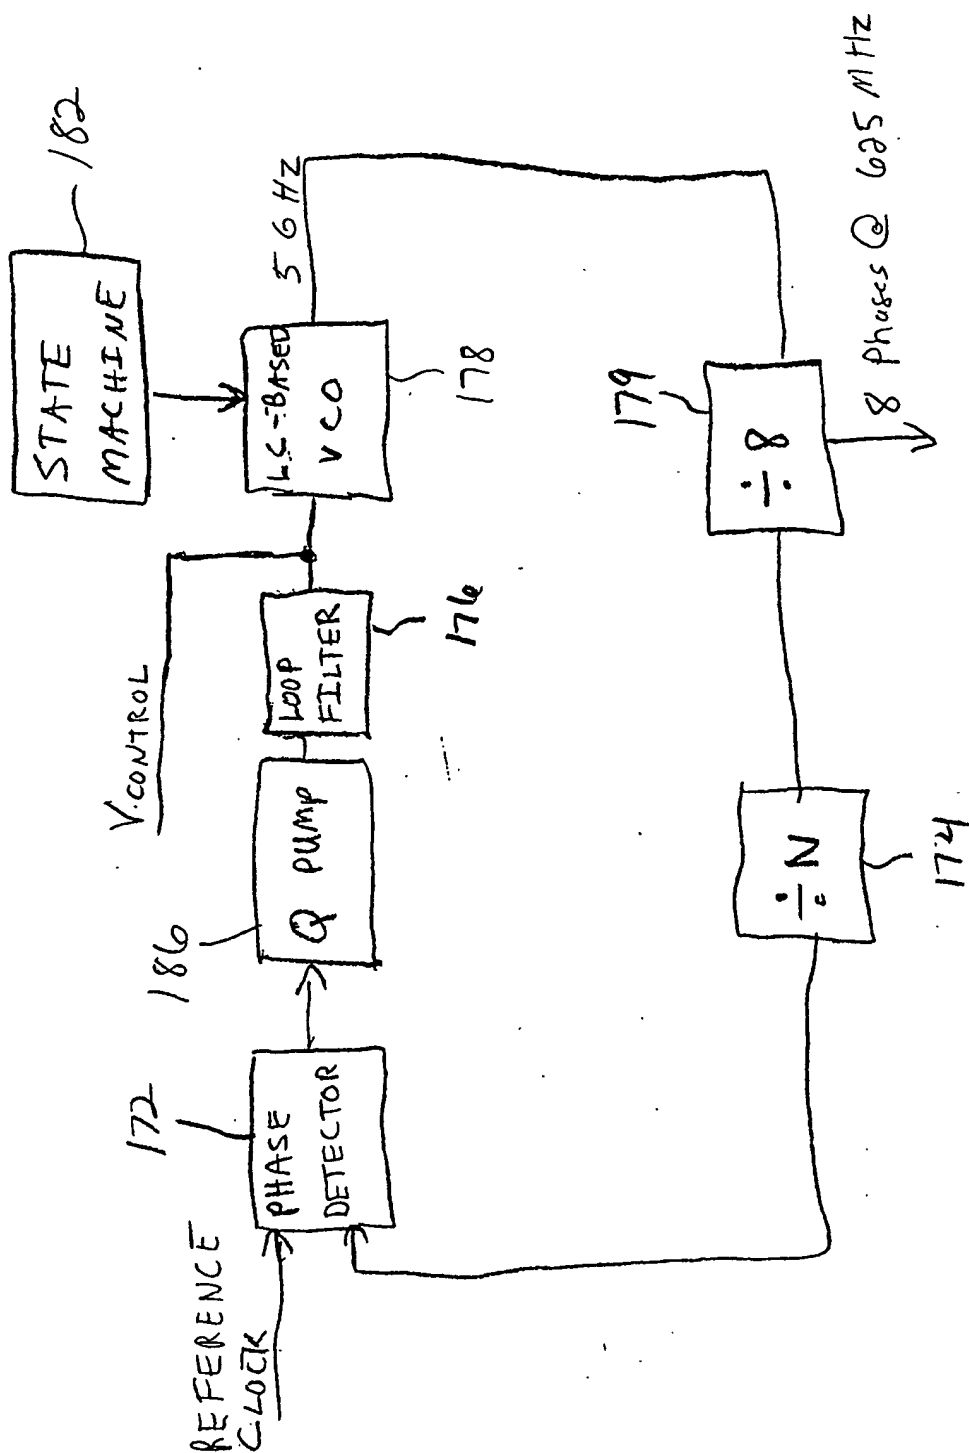 182
STATE
MACHINE
5 GHz
LC-BASED
VCO
178
V.CONTROL
LOOP
FILTER
176
186
Q PUMP
172
PHASE
DETECTOR
REFERENCE
CLOCK
179
÷8
8 Phases @ 625 MHz
÷N
174